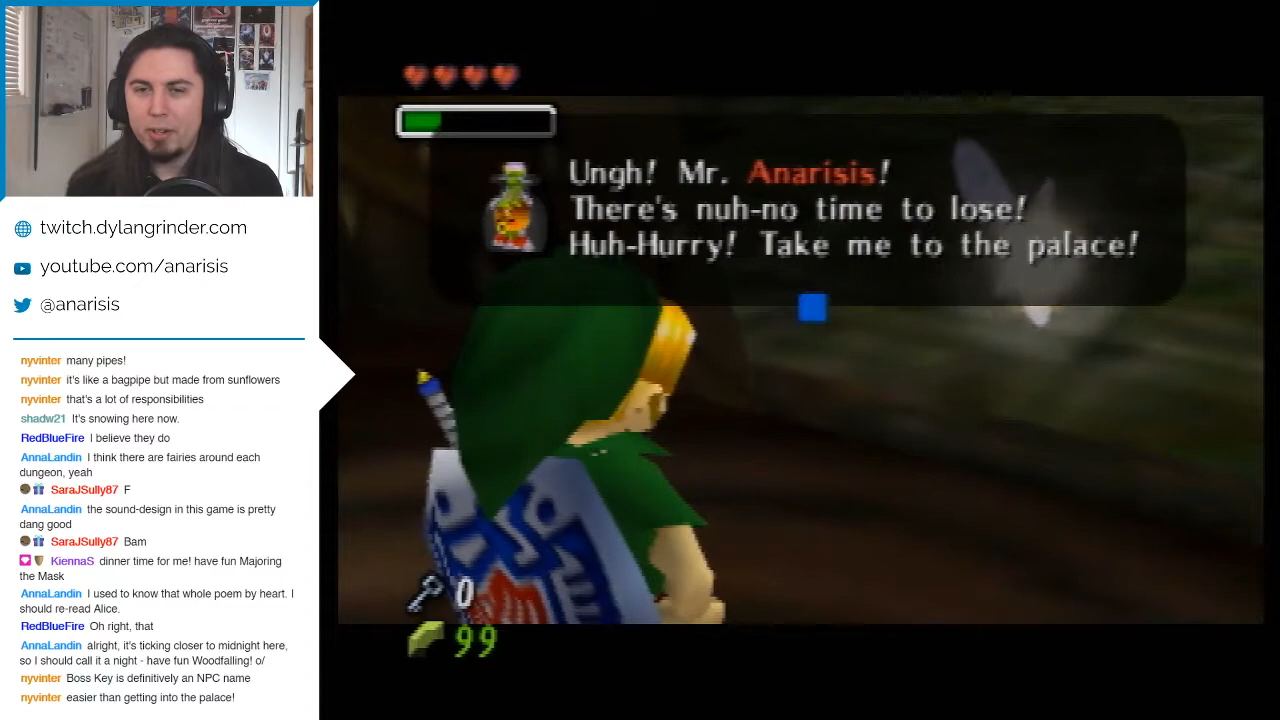 twitch.dylangrinder.com
youtube.com/anarisis
@anarisis
nyvinter many pipes!
nyvinter it's like a bagpipe but made from sunflowers
nyvinter that's a lot of responsibilities
shadw21 It's snowing here now.
RedBlueFire I believe they do
AnnaLandin I think there are fairies around each
dungeon, yeah
SaraJSully87 F
AnnaLandin the sound-design in this game is pretty
dang good
SaraJSully87 Bam
KiennaS dinner time for me! have fun Majoring
the Mask
AnnaLandin I used to know that whole poem by heart. I
should re-read Alice.
RedBlueFire Oh right, that
AnnaLandin alright, it's ticking closer to midnight here,
so I should call it a night - have fun Woodfalling! o/
nyvinter Boss Key is definitively an NPC name
nyvinter easier than getting into the palace!
Ungh! Mr. Anarisis!
There's nuh-no time to lose!
Huh-Hurry! Take me to the palace!
0
99